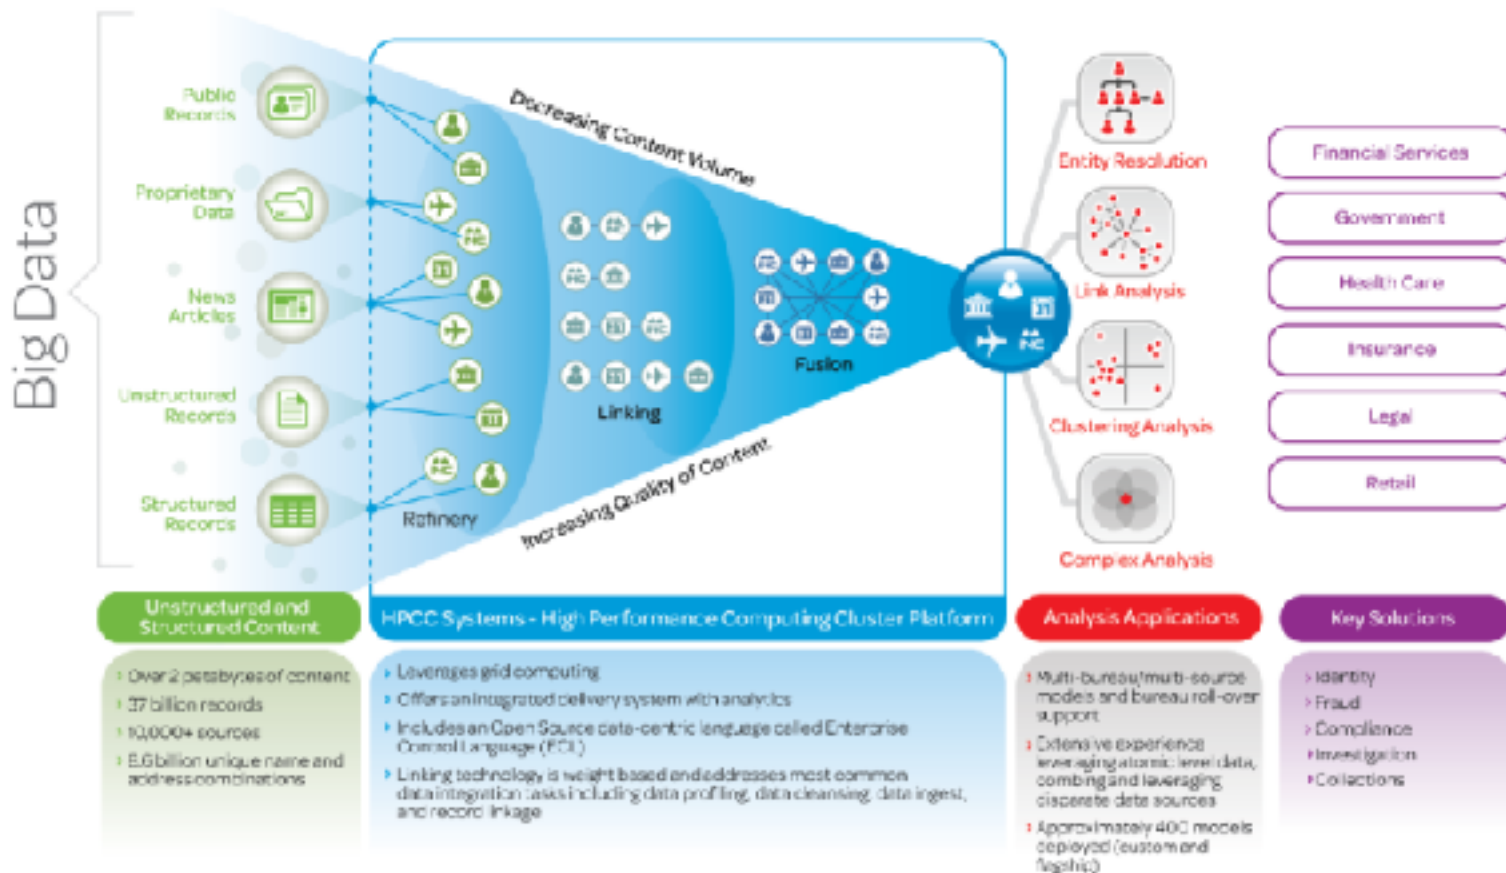 Big Data
Public
Records
Proprietary
Data
News
Articles
Unstructured
Records
Structured
Records
Decreasing Content Volume
Increasing Quality of Content
Refinery
Linking
Fusion
Entity Resolution
Link Analysis
Clustering Analysis
Complex Analysis
Financial Services
Government
Health Care
Insurance
Legal
Retail
Unstructured and
Structured Content
Over 2 petabytes of content
37 billion records
10,000+ sources
billion unique name and
address combinations
HPCC Systems - High Performance Computing Cluster Platform
Leverages grid computing
Offers an integrated delivery system with analytics
Includes an Open Source data-centric language called Enterprise
Control Language (ECL)
Linking technology is weight based and addresses most common
data integration tasks including data profiling, data cleansing, data ingest,
and record linkage
Analysis Applications
Multi-bureau/multi-source
models and bureau roll-over
support
Extensive experience
leveraging atomic level data,
combing and leveraging
disparate data sources
Approximately 400 models
deployed (custom and
flagship)
Key Solutions
Identity
Fraud
Compliance
Investigation
Collections